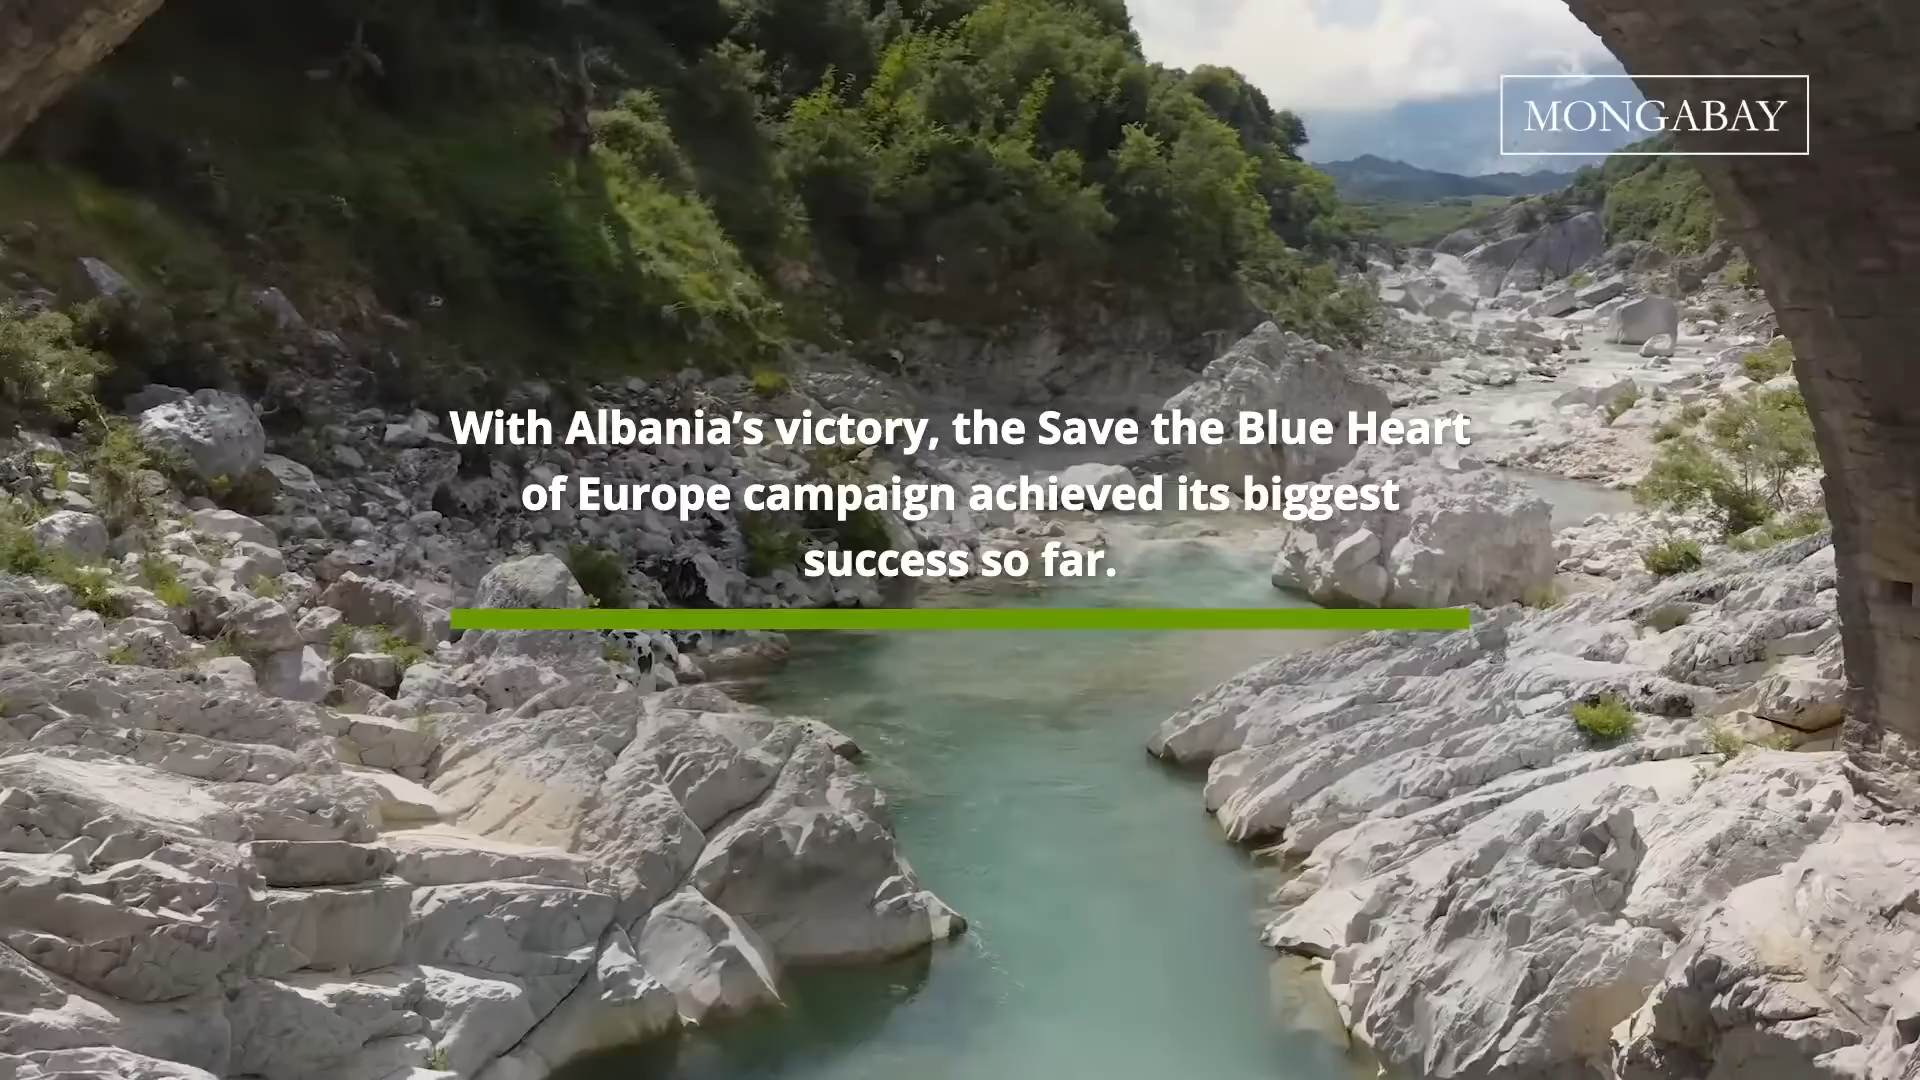 MONGABAY
With Albania’s victory, the Save the Blue Heart
of Europe campaign achieved its biggest
success so far.